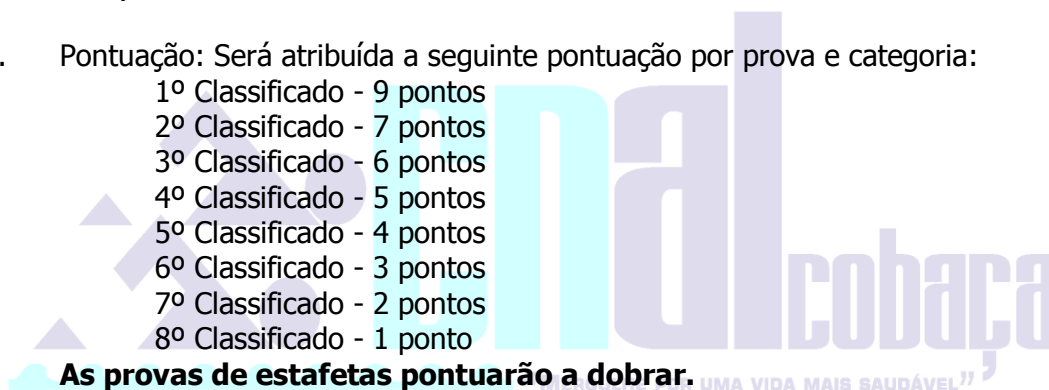 . Pontuação: Será atribuída a seguinte pontuação por prova e categoria:
1º Classificado - 9 pontos
2º Classificado - 7 pontos
3º Classificado - 6 pontos
4º Classificado - 5 pontos
5º Classificado - 4 pontos
6º Classificado - 3 pontos
7º Classificado - 2 pontos
8º Classificado - 1 ponto
cobaça
As provas de estafetas pontuarão a dobrar.
UMA VIDA MAIS SAUDÁVEL”